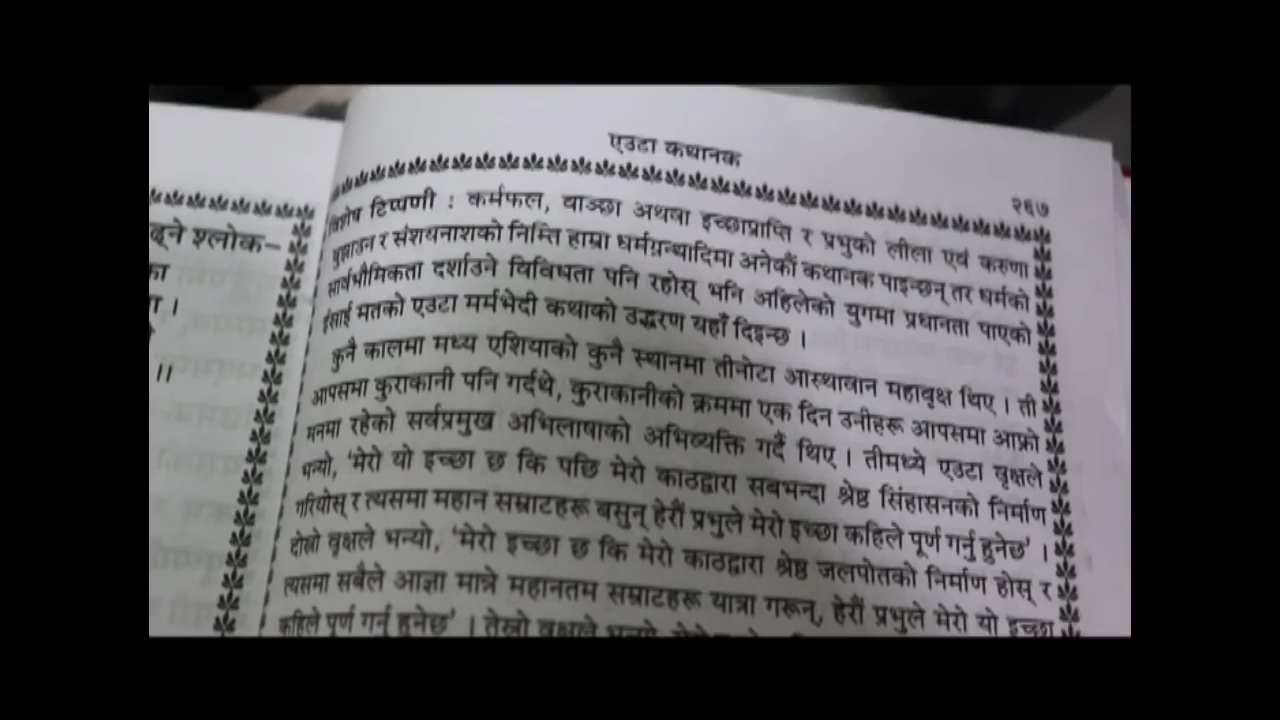 एउटा कथानक
२६७
विशेष टिप्पणी : कर्मफल, वाञ्छा अथवा इच्छाप्राप्ति र प्रभुको लीला एवं करुणा
बुझाउन र संशयनाशको निम्ति हाम्रा धर्मग्रन्थादिमा अनेकौं कथानक पाइन्छन् तर धर्मको
सार्वभौमिकता दर्शाउने विविधता पनि रहोस् भनि अहिलेको युगमा प्रधानता पाएको
ईसाई मतको एउटा मर्मभेदी कथाको उद्धरण यहाँ दिइन्छ ।
कुनै कालमा मध्य एशियाको कुनै स्थानमा तीनोटा आस्थावान महावृक्ष थिए । ती
आपसमा कुराकानी पनि गर्दथे, कुराकानीको क्रममा एक दिन उनीहरू आपसमा आफ्नो
मनमा रहेको सर्वप्रमुख अभिलाषाको अभिव्यक्ति गर्दै थिए । तीमध्ये एउटा वृक्षले
भन्यो, 'मेरो यो इच्छा छ कि पछि मेरो काठद्वारा सबभन्दा श्रेष्ठ सिंहासनको निर्माण
गरियोस् र त्यसमा महान सम्राटहरू बसुन् हेरौं प्रभुले मेरो इच्छा कहिले पूर्ण गर्नु हुनेछ' ।
दोस्रो वृक्षले भन्यो, 'मेरो इच्छा छ कि मेरो काठद्वारा श्रेष्ठ जलपोतको निर्माण होस् र
त्यसमा सबैले आज्ञा मान्ने महानतम सम्राटहरू यात्रा गरून्, हेरौं प्रभुले मेरो यो इच्छा
कहिले पूर्ण गर्नु हुनेछ' । तेस्रो वृक्षले भन्यो,
ढ्ने श्लोक–
का
ा ।
।।